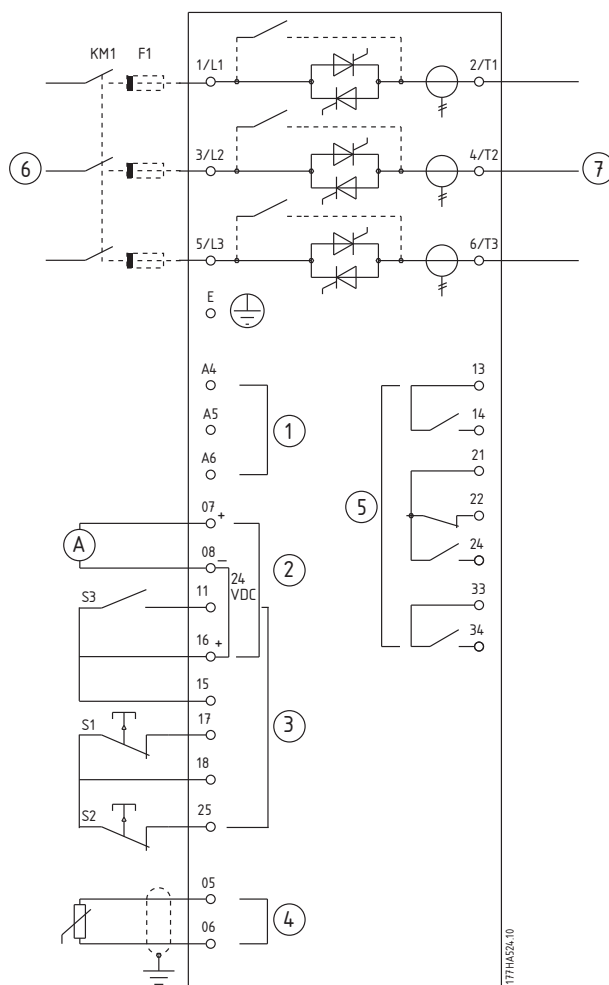 KM1 F1
1/L1 2/T1
3/L2 4/T2
6 7
5/L3 6/T3
E
A4 13
A5 14
1
A6 21
5
07 + 22
A
08 – 24
2
24
VDC
S3 11 33
16 + 34
15
S1 17
3
18
S2 25
05
4
06
177HA524.10